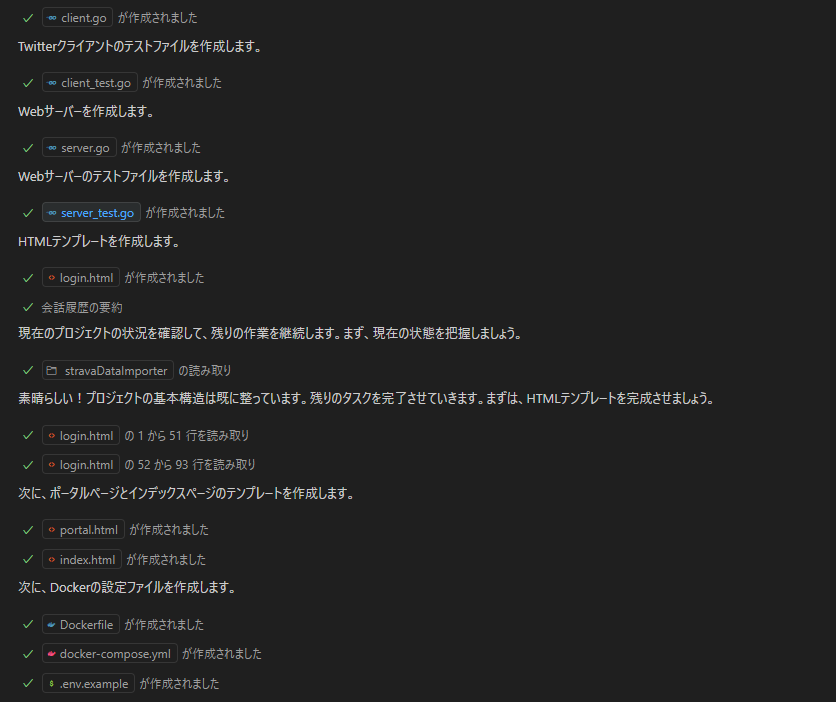 client.go が作成されました
Twitterクライアントのテストファイルを作成します。
client_test.go が作成されました
Webサーバーを作成します。
server.go が作成されました
Webサーバーのテストファイルを作成します。
server_test.go が作成されました
HTMLテンプレートを作成します。
login.html が作成されました
会話履歴の要約
現在のプロジェクトの状況を確認して、残りの作業を継続します。まず、現在の状態を把握しましょう。
stravaDataImporter の読み取り
素晴らしい！プロジェクトの基本構造は既に整っています。残りのタスクを完了させていきます。まずは、HTMLテンプレートを完成させましょう。
login.html の 1 から 51 行を読み取り
login.html の 52 から 93 行を読み取り
次に、ポータルページとインデックスページのテンプレートを作成します。
portal.html が作成されました
index.html が作成されました
次に、Dockerの設定ファイルを作成します。
Dockerfile が作成されました
docker-compose.yml が作成されました
.env.example が作成されました